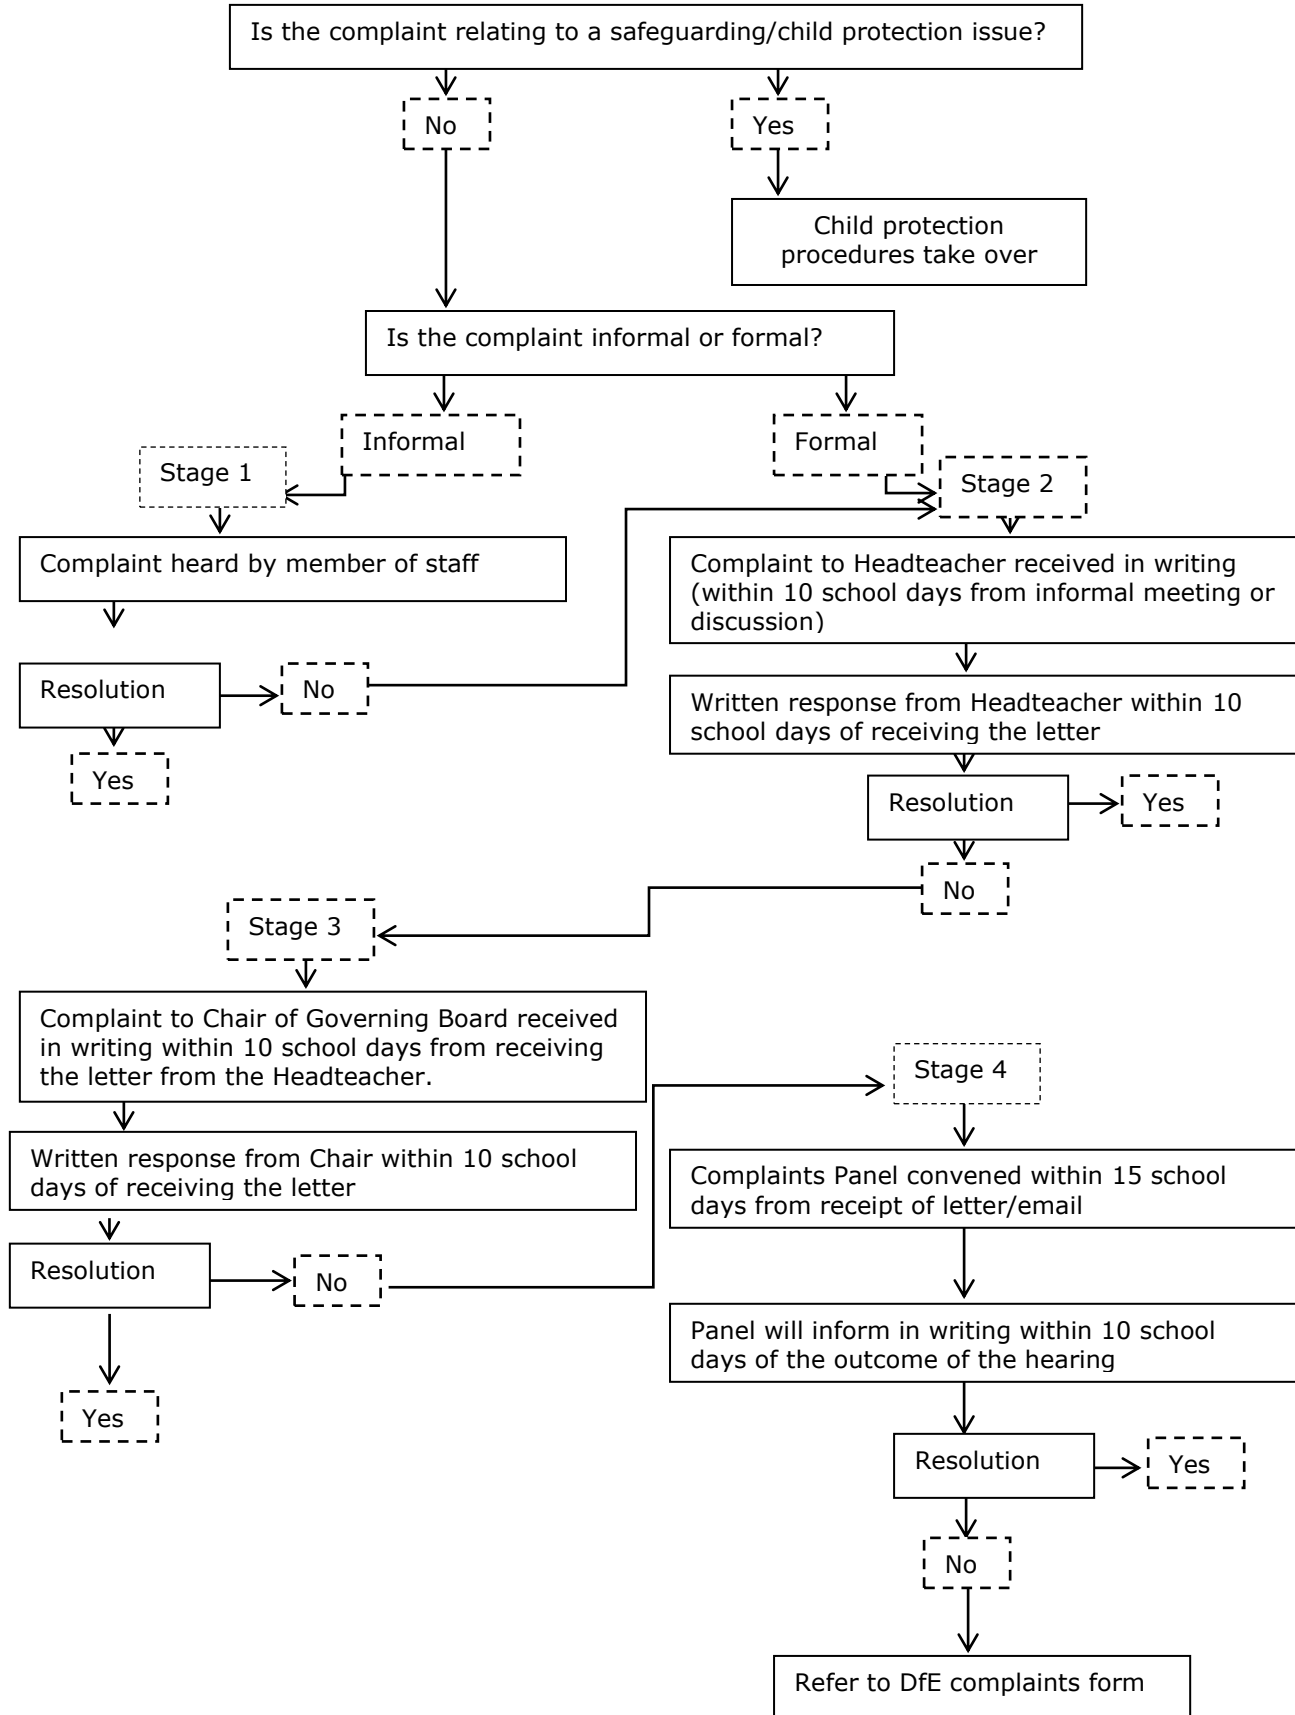 Is the complaint relating to a safeguarding/child protection issue?
No
Yes
Child protection
procedures take over
Is the complaint informal or formal?
Informal
Formal
Stage 1
Stage 2
Complaint heard by member of staff
Complaint to Headteacher received in writing
(within 10 school days from informal meeting or
discussion)
Resolution
No
Yes
Written response from Headteacher within 10
school days of receiving the letter
Resolution
Yes
No
Stage 3
Complaint to Chair of Governing Board received
in writing within 10 school days from receiving
the letter from the Headteacher.
Written response from Chair within 10 school
days of receiving the letter
Resolution
No
Yes
Stage 4
Complaints Panel convened within 15 school
days from receipt of letter/email
Panel will inform in writing within 10 school
days of the outcome of the hearing
Resolution
Yes
No
Refer to DfE complaints form